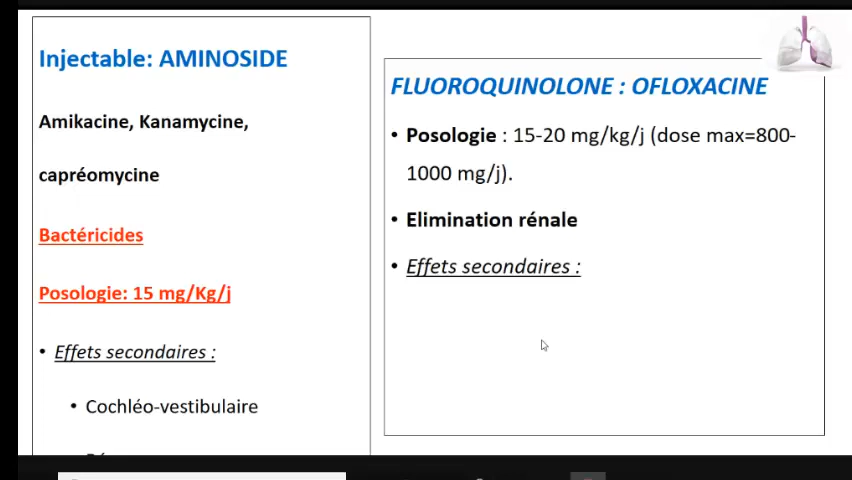 Injectable: AMINOSIDE
Amikacine, Kanamycine,
capréomycine
Bactéricides
Posologie: 15 mg/Kg/j
• Effets secondaires :
• Cochléo-vestibulaire
FLUOROQUINOLONE : OFLOXACINE
• Posologie : 15-20 mg/kg/j (dose max=800-
1000 mg/j).
• Elimination rénale
• Effets secondaires :